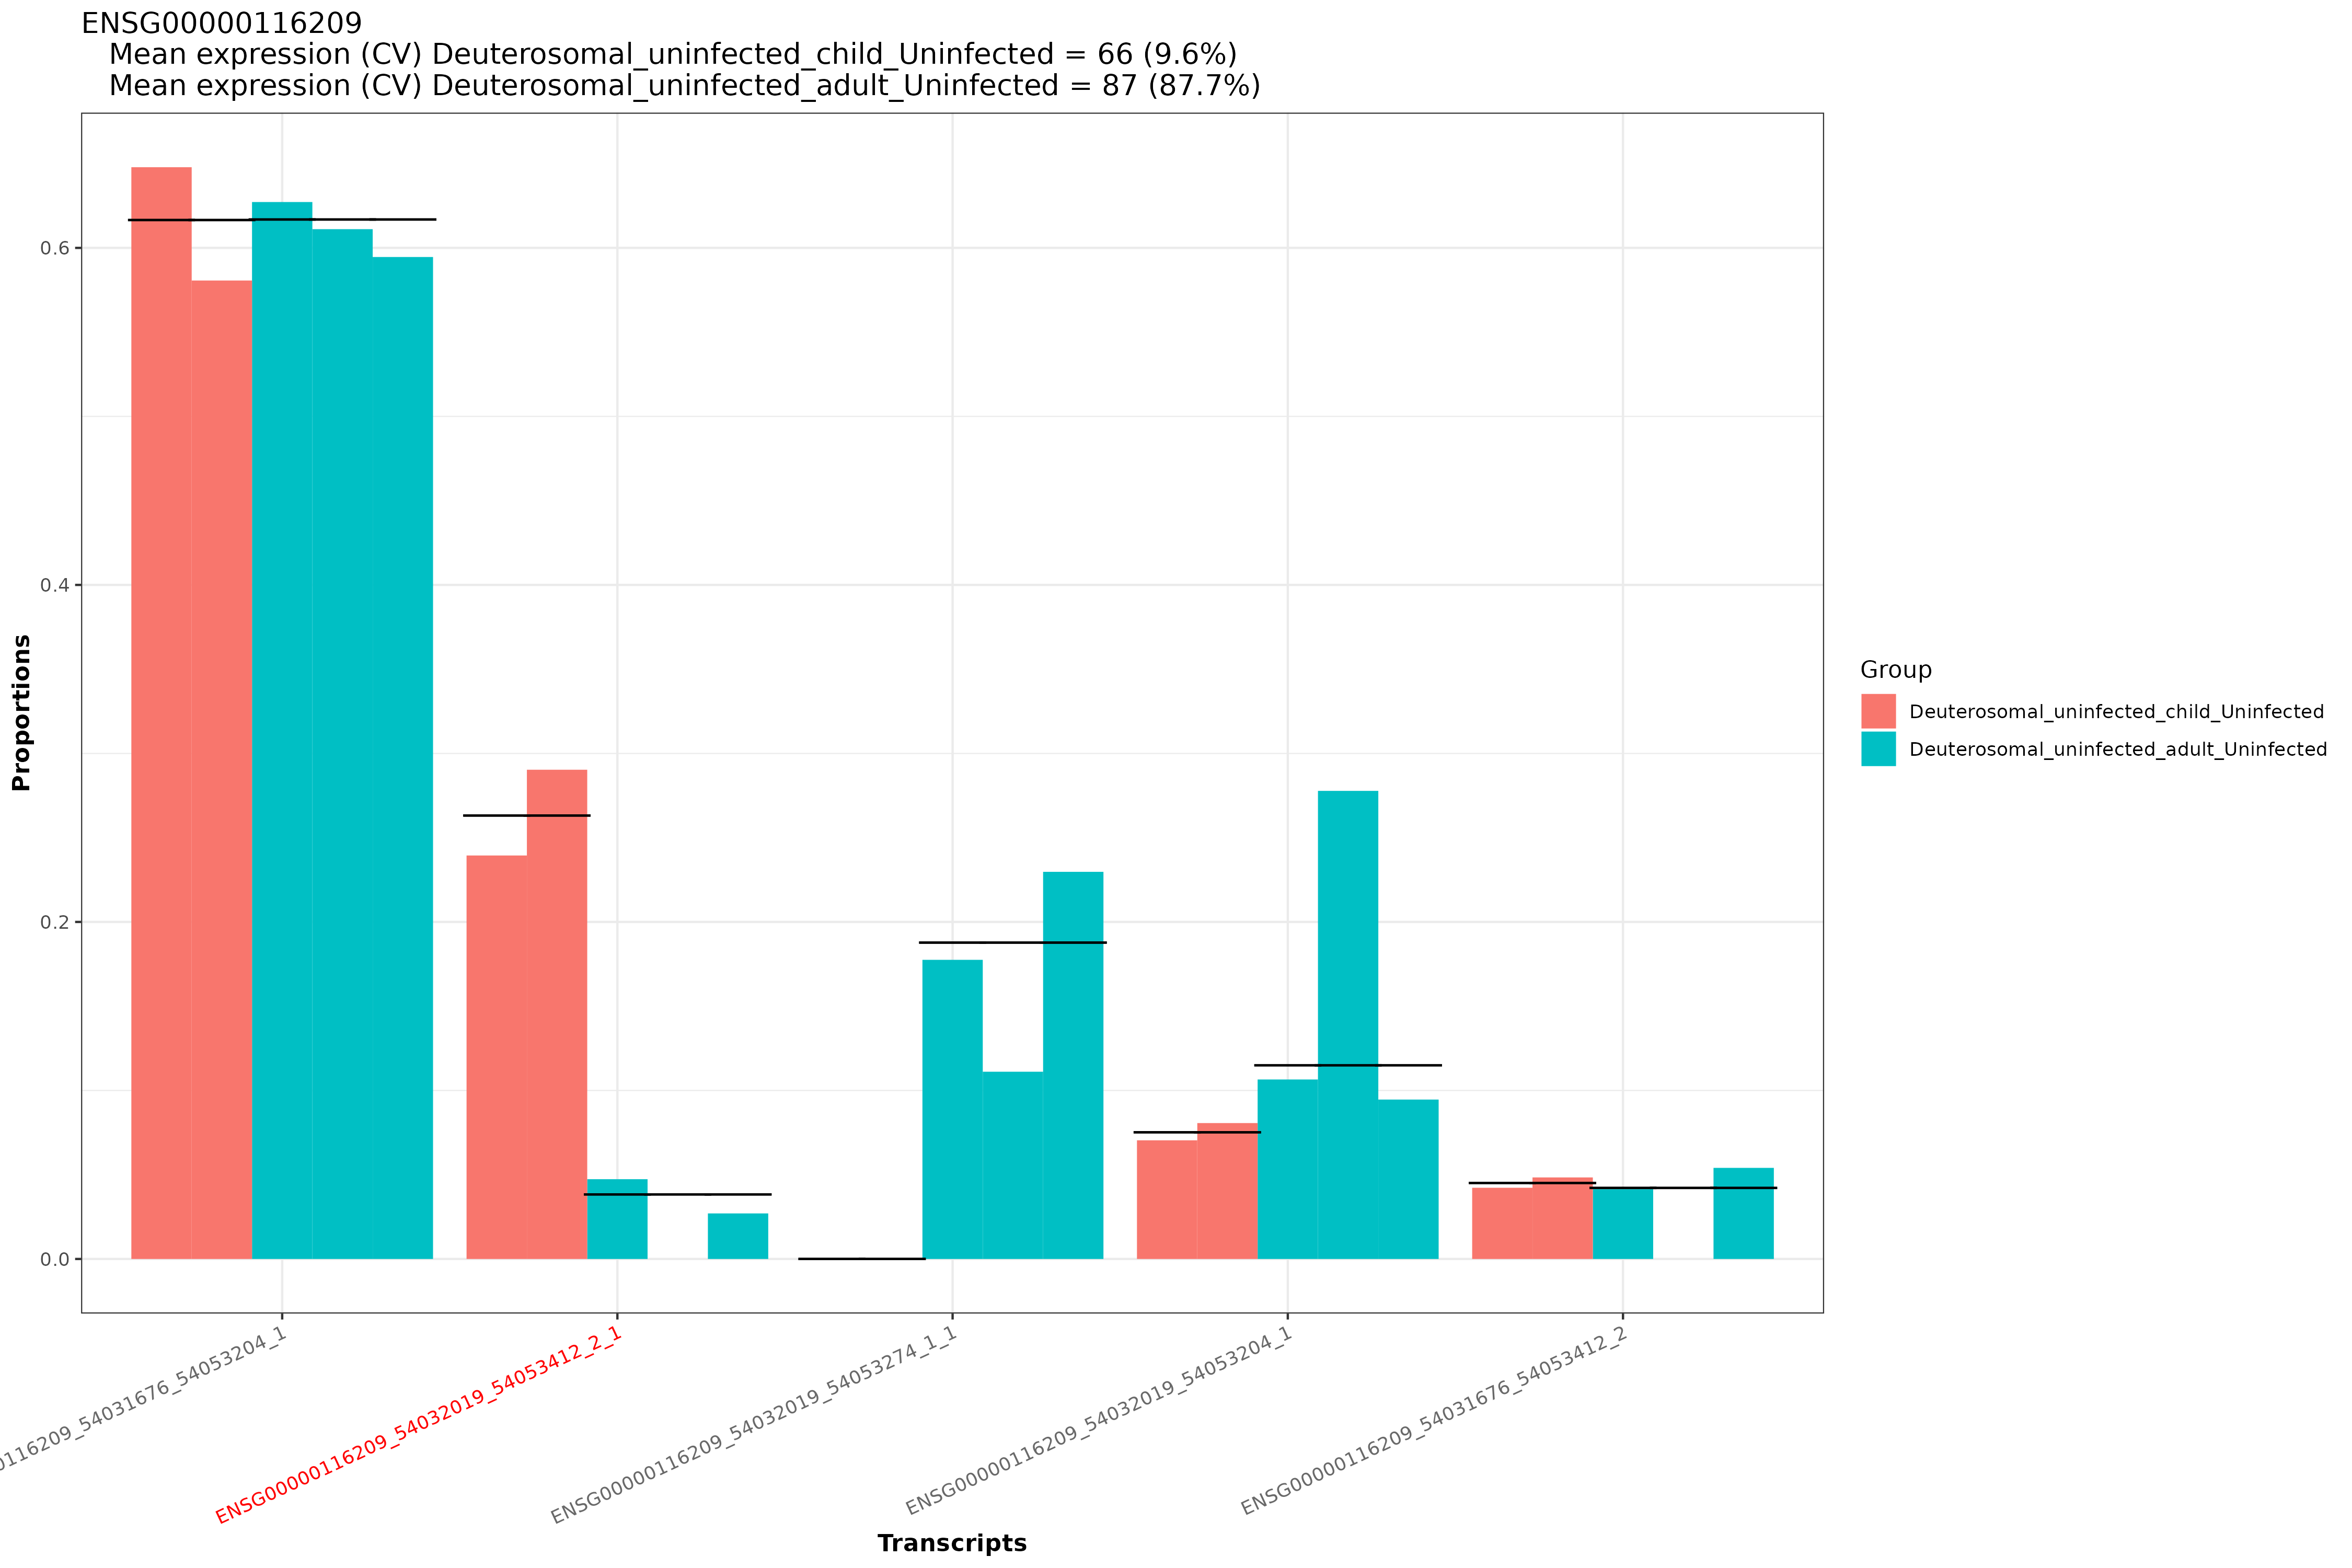 ENSG00000116209
Mean expression (CV) Deuterosomal_uninfected_child_Uninfected = 66 (9.6%)
Mean expression (CV) Deuterosomal_uninfected_adult_Uninfected = 87 (87.7%)
Proportions
0.6
0.4
0.2
0.0
116209_54031676_54053204_1
ENSG00000116209_54032019_54053412_2_1
ENSG00000116209_54032019_54053274_1_1
ENSG00000116209_54032019_54053204_1
ENSG00000116209_54031676_54053412_2
Transcripts
Group
Deuterosomal_uninfected_child_Uninfected
Deuterosomal_uninfected_adult_Uninfected